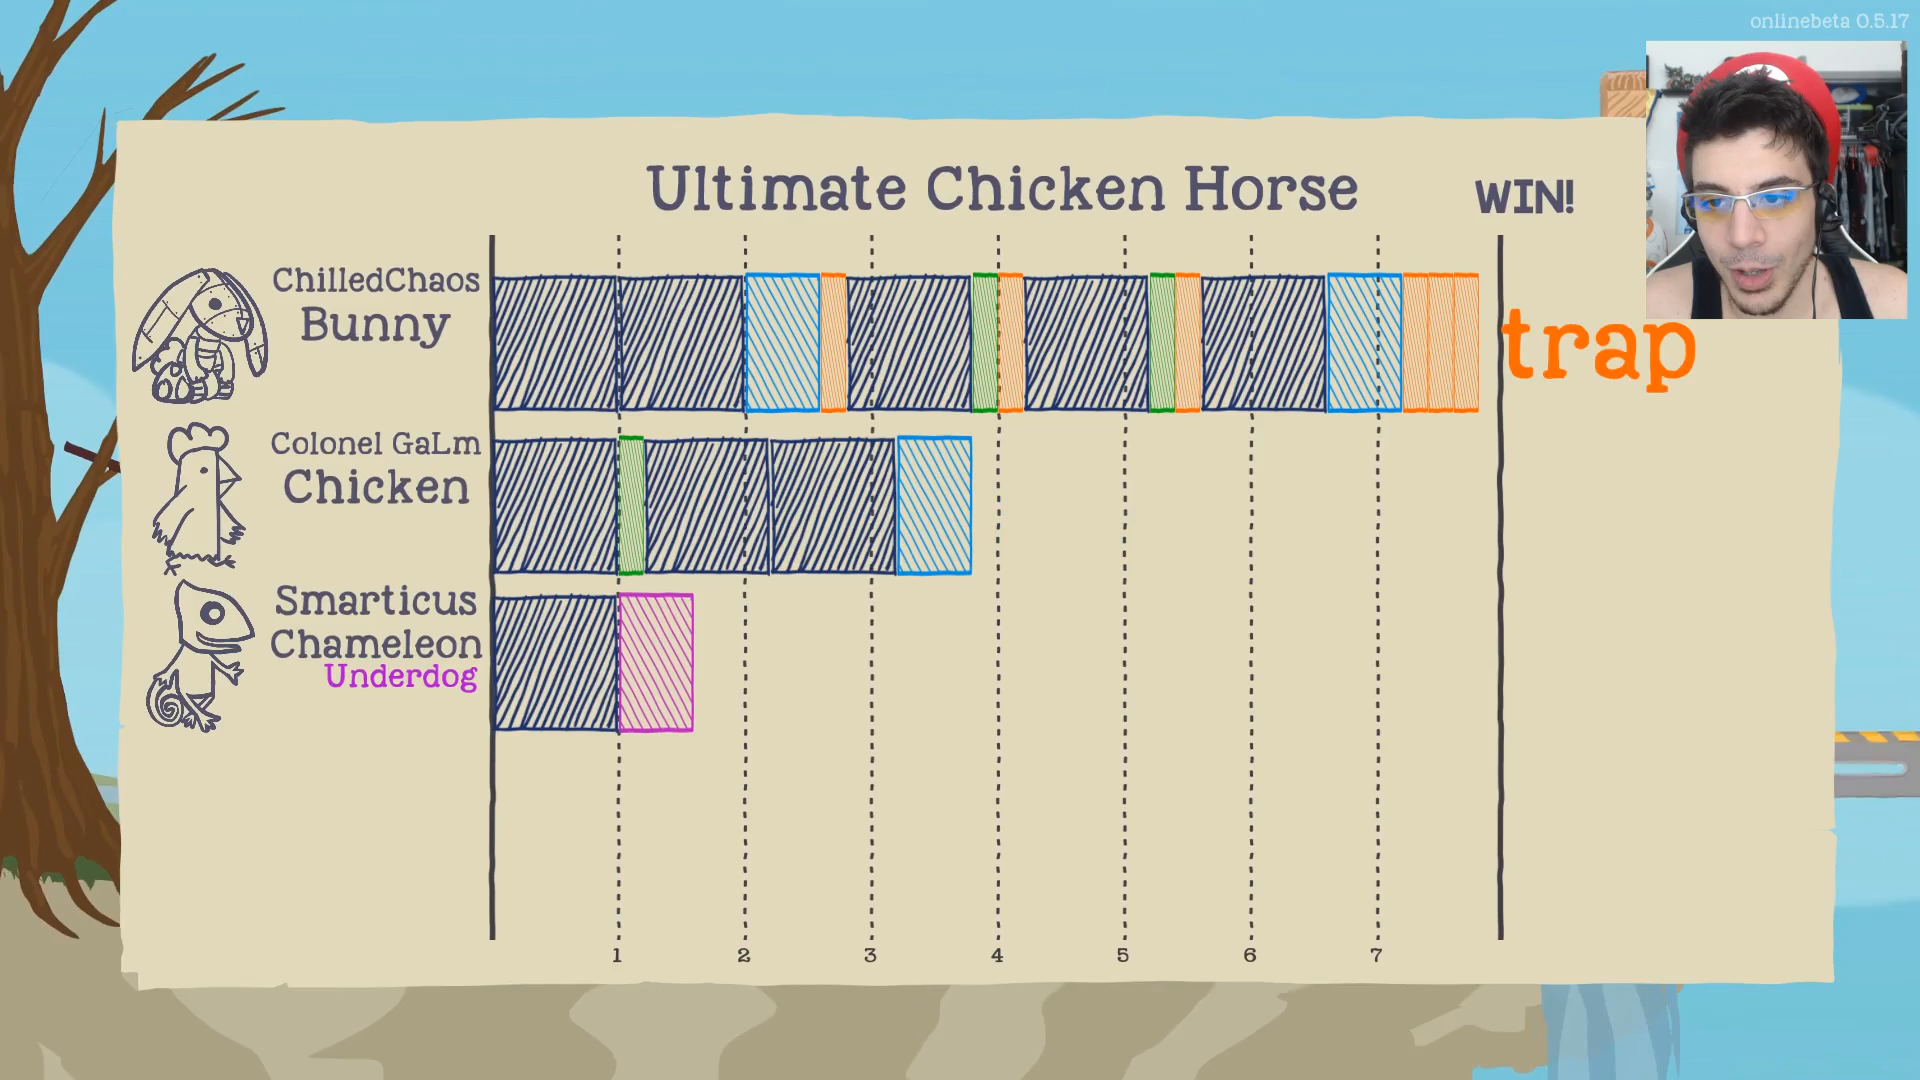 onlinebeta 0.5.17
Ultimate Chicken Horse
WIN!
ChilledChaos
Bunny
trap
Colonel GaLm
Chicken
Smarticus
Chameleon
Underdog
1 2 3 4 5 6 7